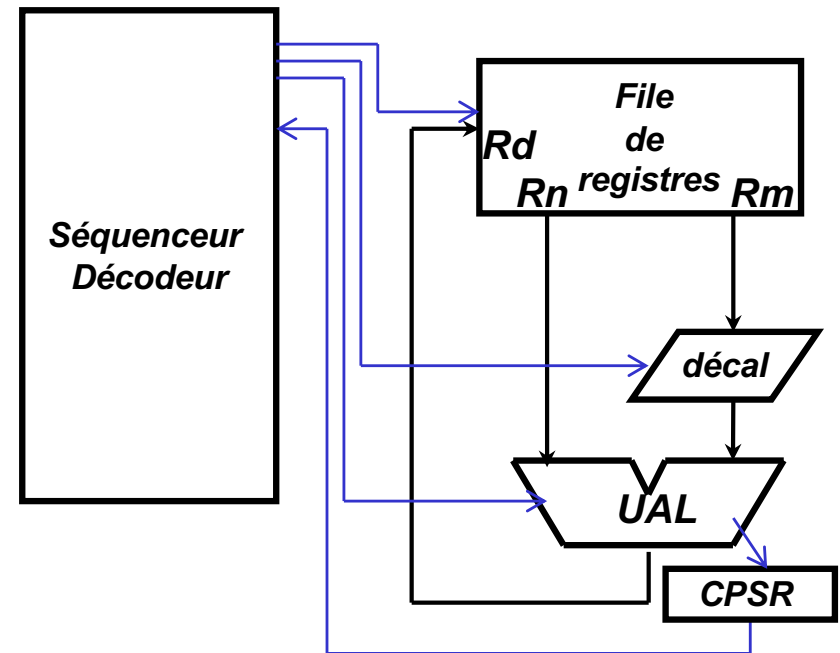 Séquenceur
Décodeur
File
de
registres
Rd
Rn
Rm
décal
UAL
CPSR